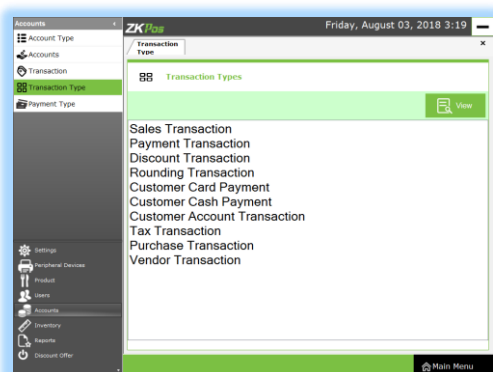 Accounts
Account Type
Accounts
Transaction
Transaction Type
Payment Type
Settings
Peripheral Devices
Product
Users
Accounts
Inventory
Reports
Discount Offer
ZKPos
Friday, August 03, 2018 3:19
Transaction
Type
x
Transaction Types
View
Sales Transaction
Payment Transaction
Discount Transaction
Rounding Transaction
Customer Card Payment
Customer Cash Payment
Customer Account Transaction
Tax Transaction
Purchase Transaction
Vendor Transaction
Main Menu